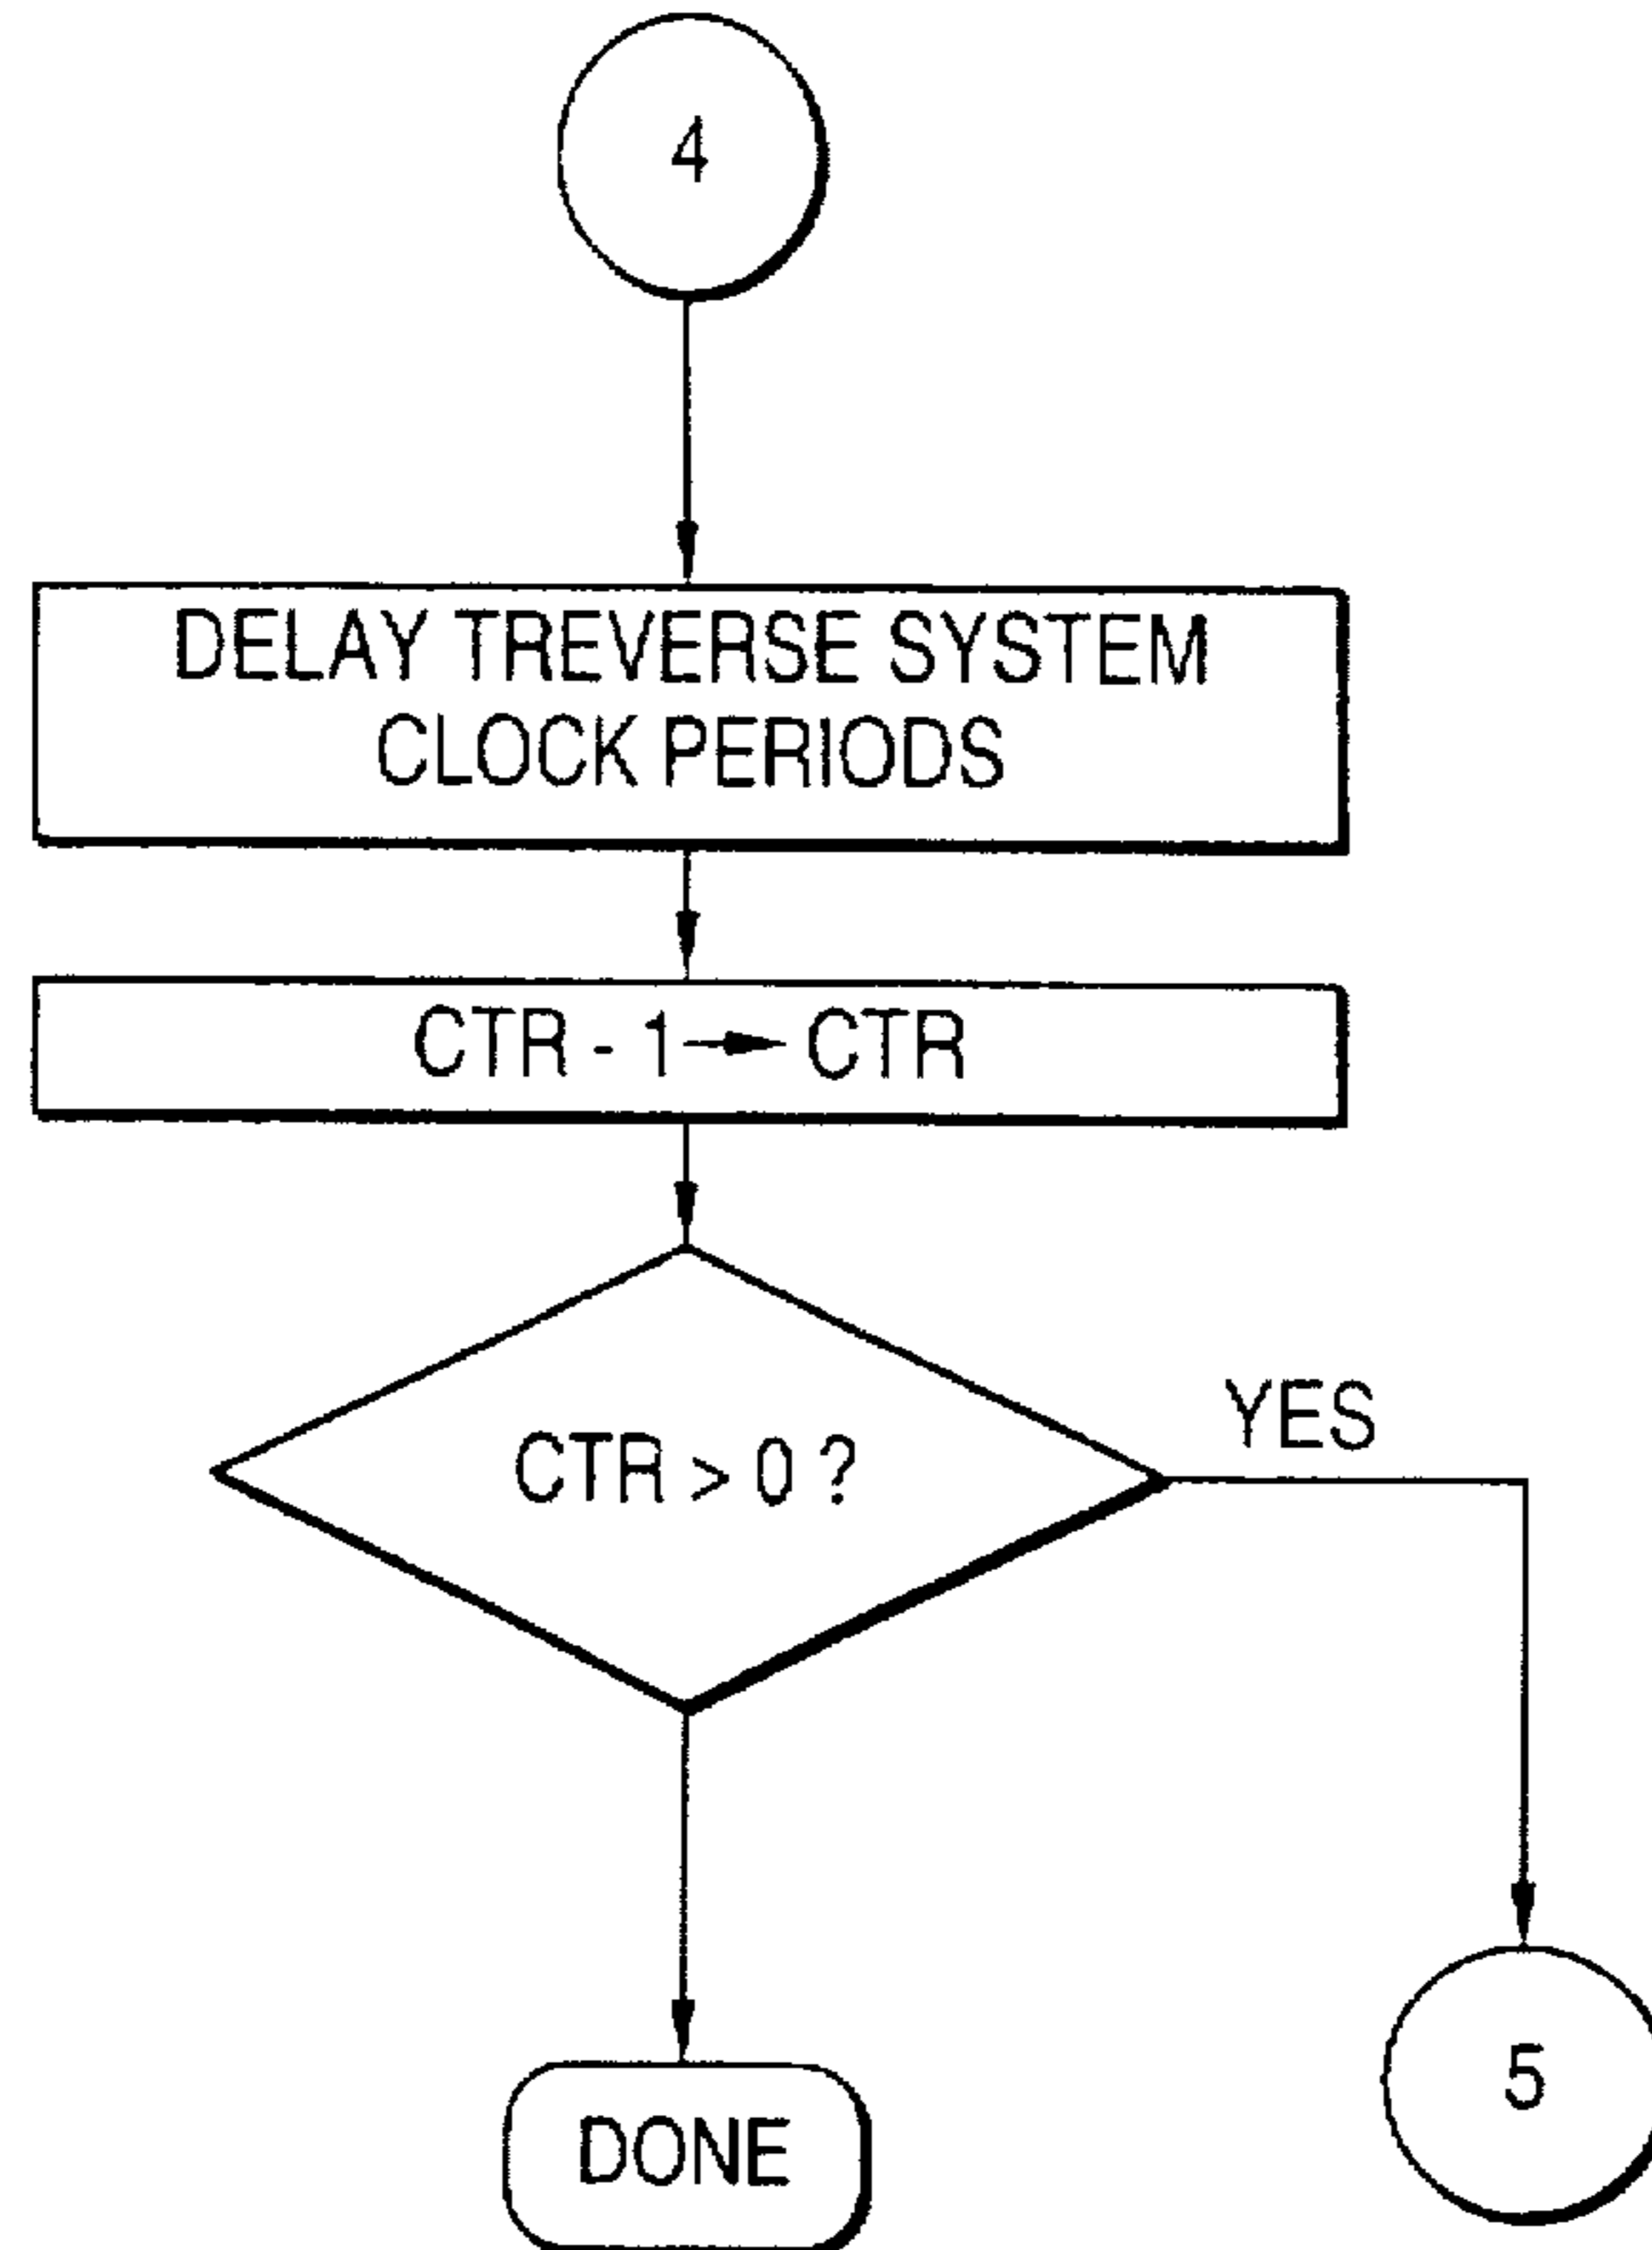 4
DELAY TREVERSE SYSTEM
CLOCK PERIODS
CTR - 1 → CTR
CTR > 0 ?
YES
5
DONE